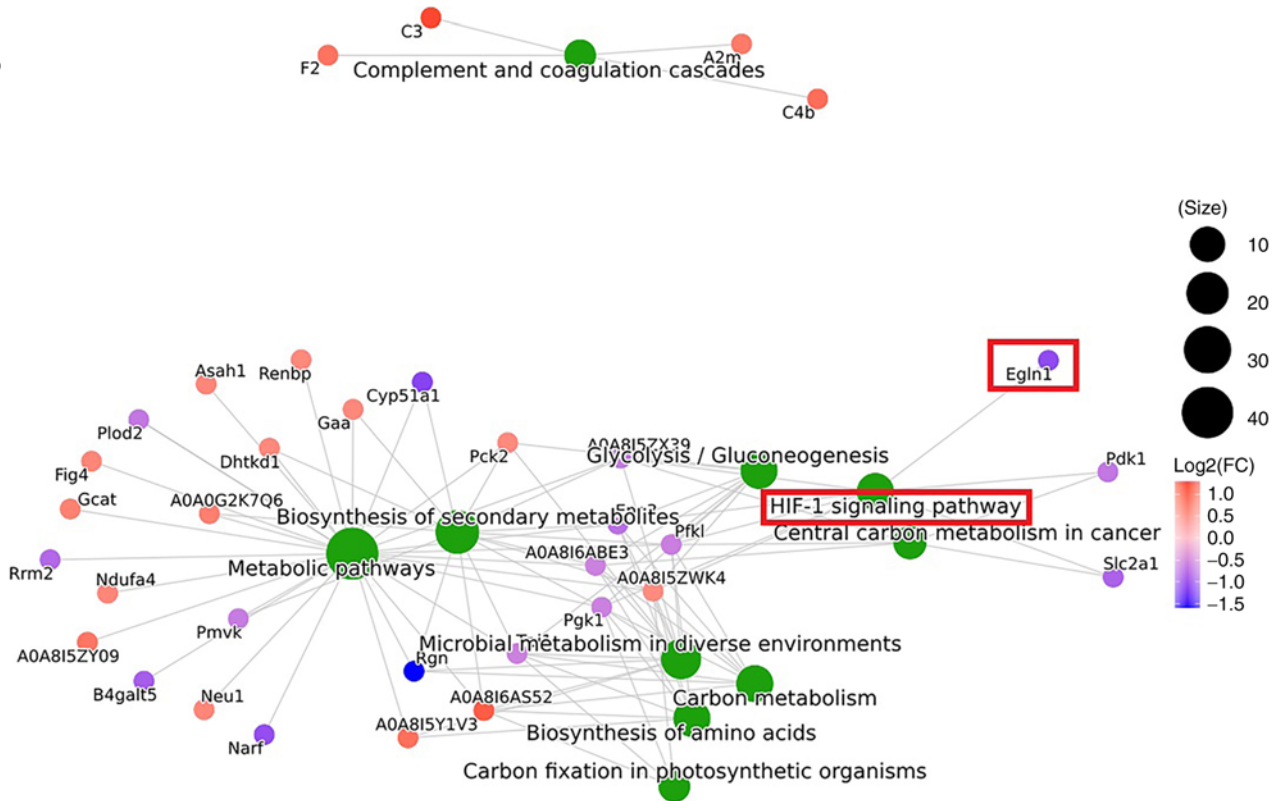 C3
F2
A2m
Complement and coagulation cascades
C4b
(Size)
10
20
30
40
Log2(FC)
1.0
0.5
0.0
−0.5
−1.0
−1.5
Egln1
Asah1
Renbp
Cyp51a1
Gaa
Plod2
Dhtkd1
Pck2
A0A8I5ZX39
Glycolysis / Gluconeogenesis
Pdk1
Fig4
Gcat
A0A0G2K7Q6
HIF-1 signaling pathway
Biosynthesis of secondary metabolites
Pfkl
Central carbon metabolism in cancer
A0A8I6ABE3
Metabolic pathways
Slc2a1
Rrm2
Ndufa4
A0A8I5ZWK4
Pgk1
Pmvk
Microbial metabolism in diverse environments
A0A8I5ZY09
Rgn
B4galt5
Neu1
A0A8I6AS52
Carbon metabolism
A0A8I5Y1V3
Biosynthesis of amino acids
Narf
Carbon fixation in photosynthetic organisms